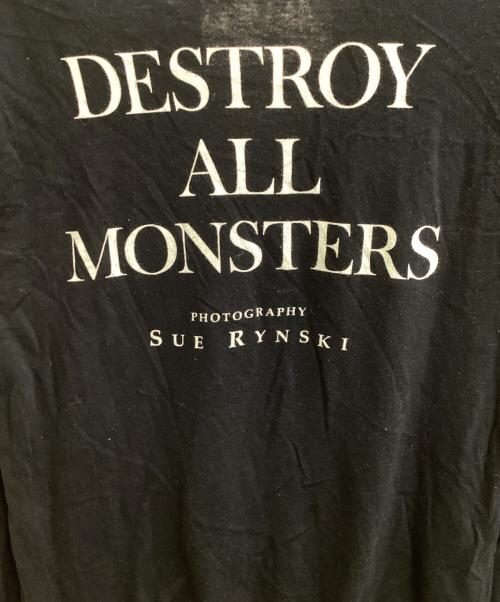 DESTROY
ALL
MONSTERS
PHOTOGRAPHY
SUE RYNSKI